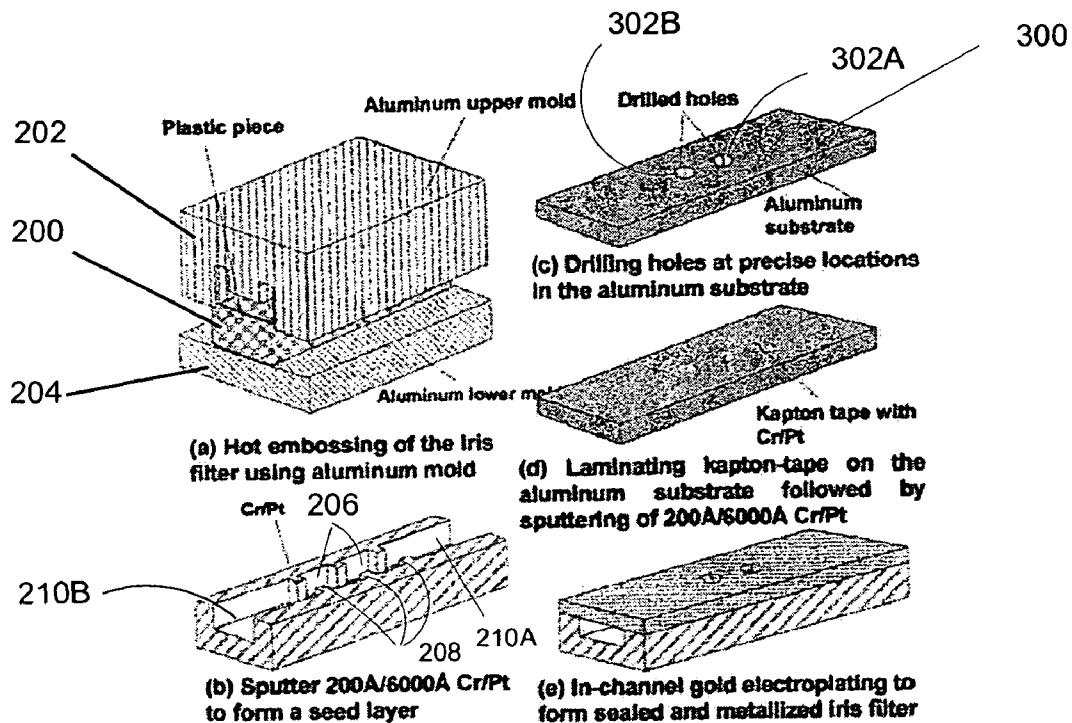 302B
300
302A
Drilled holes
Aluminum upper mold
Plastic piece
202
200
204
Aluminum
substrate
(c) Drilling holes at precise locations
in the aluminum substrate
Aluminum lower mold
Kapton tape with
Cr/Pt
(a) Hot embossing of the Iris
filter using aluminum mold
(d) Laminating kapton-tape on the
aluminum substrate followed by
sputtering of 200A/6000A Cr/Pt
Cr/Pt
206
210B
208
210A
(b) Sputter 200A/6000A Cr/Pt
to form a seed layer
(e) In-channel gold electroplating to
form sealed and metallized Iris filter